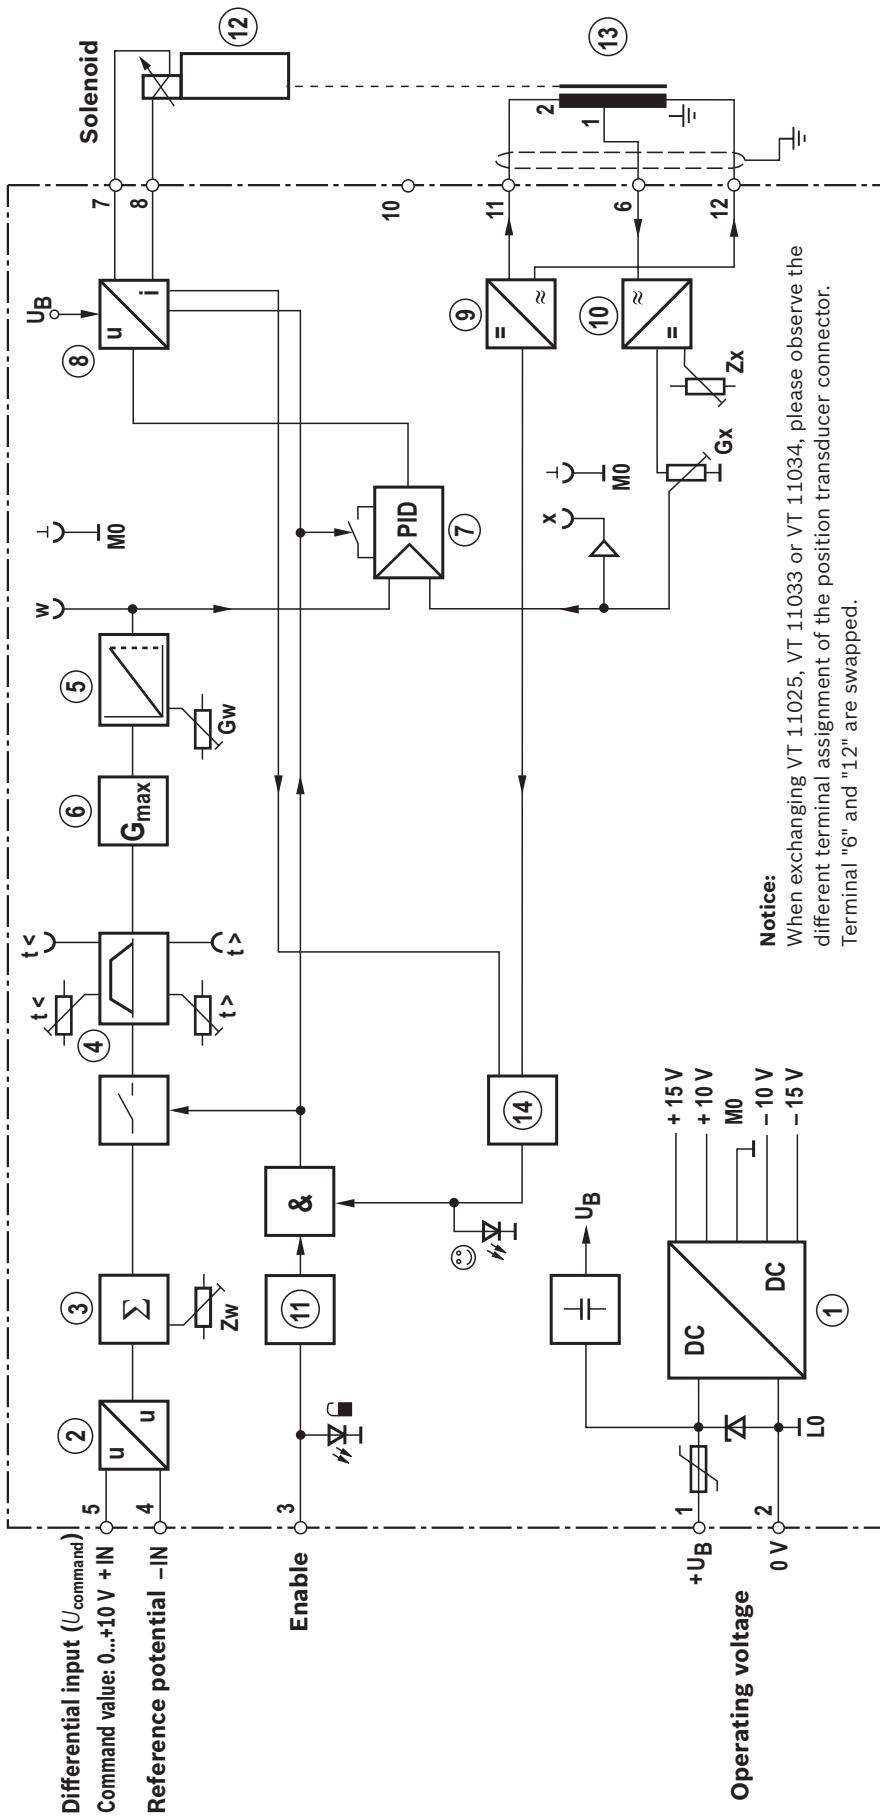 Differential input (Ucommand)
Command value: 0...+10 V +IN
Reference potential –IN
Enable
Operating voltage
+UB
0 V
5
4
3
1
2
2
u
u
3
Σ
Zw
4
t <
t <
t >
t >
6
Gmax
5
Gw
w
⊥
M0
UB
8
u
i
7
8
Solenoid
12
11
&
14
PID
7
10
9
=
≈
11
2
1
13
10
=
≈
6
12
Zx
Gx
x
⊥
M0
UB
DC
DC
1
L0
+ 15 V
+ 10 V
M0
– 10 V
– 15 V
Notice:
When exchanging VT 11025, VT 11033 or VT 11034, please observe the
different terminal assignment of the position transducer connector.
Terminal "6" and "12" are swapped.